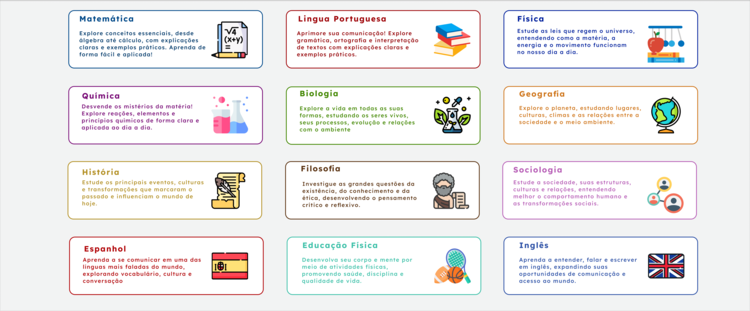 Matemática
Explore conceitos essenciais, desde
álgebra até cálculo, com explicações
claras e exemplos práticos. Aprenda de
forma fácil e aplicada!
√4
(x+y)
Língua Portuguesa
Aprimore sua comunicação! Explore
gramática, ortografia e interpretação
de textos com explicações claras e
exemplos práticos.
Física
Estude as leis que regem o universo,
entendendo como a matéria, a
energia e o movimento funcionam
no nosso dia a dia.
Química
Desvende os mistérios da matéria!
Explore reações, elementos e
princípios químicos de forma clara e
aplicada ao dia a dia.
Biologia
Explore a vida em todas as suas
formas, estudando os seres vivos,
seus processos, evolução e relações
com o ambiente
Geografia
Explore o planeta, estudando lugares,
culturas, climas e as relações entre a
sociedade e o meio ambiente.
História
Estude os principais eventos, culturas
e transformações que marcaram o
passado e influenciam o mundo de
hoje.
Filosofia
Investigue as grandes questões da
existência, do conhecimento e da
ética, desenvolvendo o pensamento
crítico e reflexivo.
Sociologia
Estude a sociedade, suas estruturas,
culturas e relações, entendendo
melhor o comportamento humano e
as transformações sociais.
Espanhol
Aprenda a se comunicar em uma das
línguas mais faladas do mundo,
explorando vocabulário, cultura e
conversação
Educação Física
Desenvolva seu corpo e mente por
meio de atividades físicas,
promovendo saúde, disciplina e
qualidade de vida.
Inglês
Aprenda a entender, falar e escrever
em inglês, expandindo suas
oportunidades de comunicação e
acesso ao mundo.